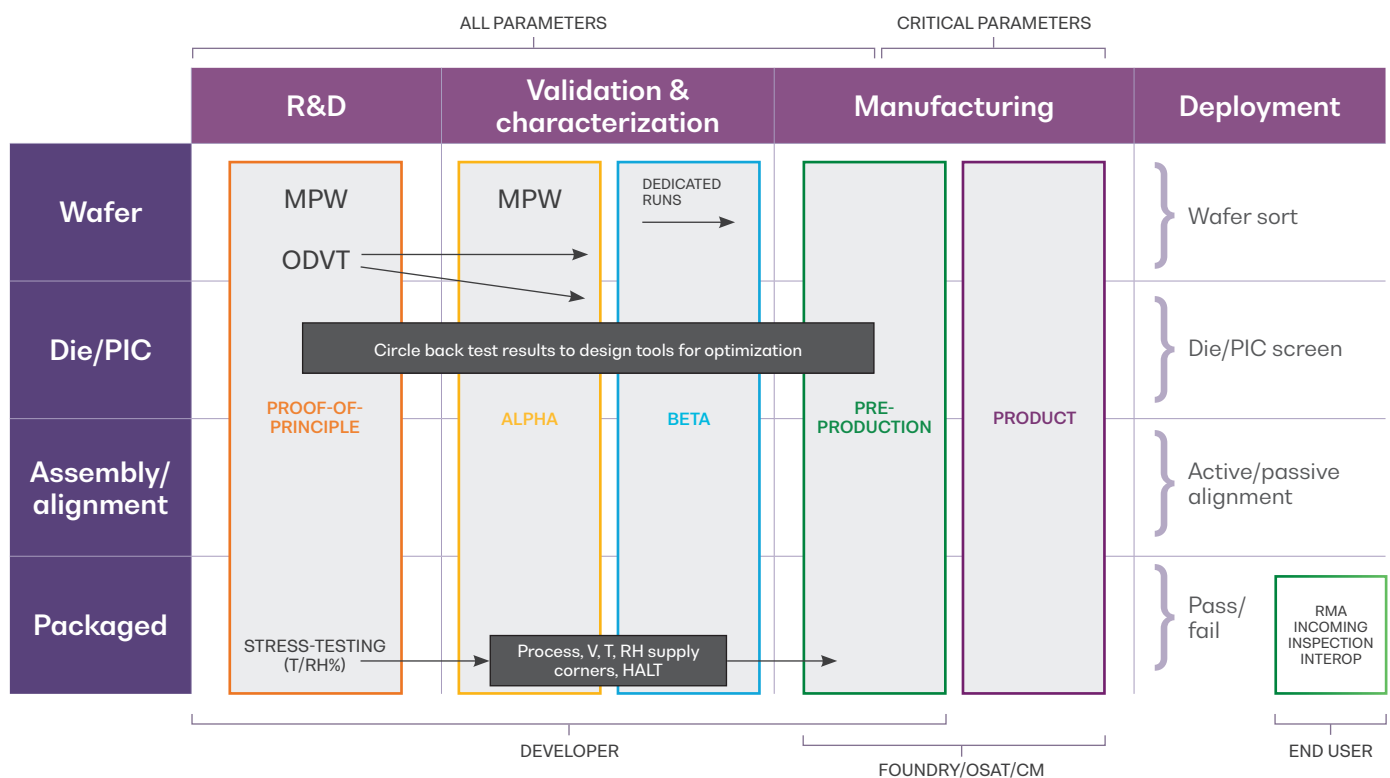 ALL PARAMETERS
CRITICAL PARAMETERS
R&D
Validation &
characterization
Manufacturing
Deployment
Wafer
MPW
ODVT
MPW
DEDICATED
RUNS
Wafer sort
Die/PIC
Circle back test results to design tools for optimization
Die/PIC screen
PROOF-OF-
PRINCIPLE
ALPHA
BETA
PRE-
PRODUCTION
PRODUCT
Assembly/
alignment
Active/passive
alignment
Packaged
STRESS-TESTING
(T/RH%)
Process, V, T, RH supply
corners, HALT
Pass/
fail
RMA
INCOMING
INSPECTION
INTEROP
DEVELOPER
FOUNDRY/OSAT/CM
END USER